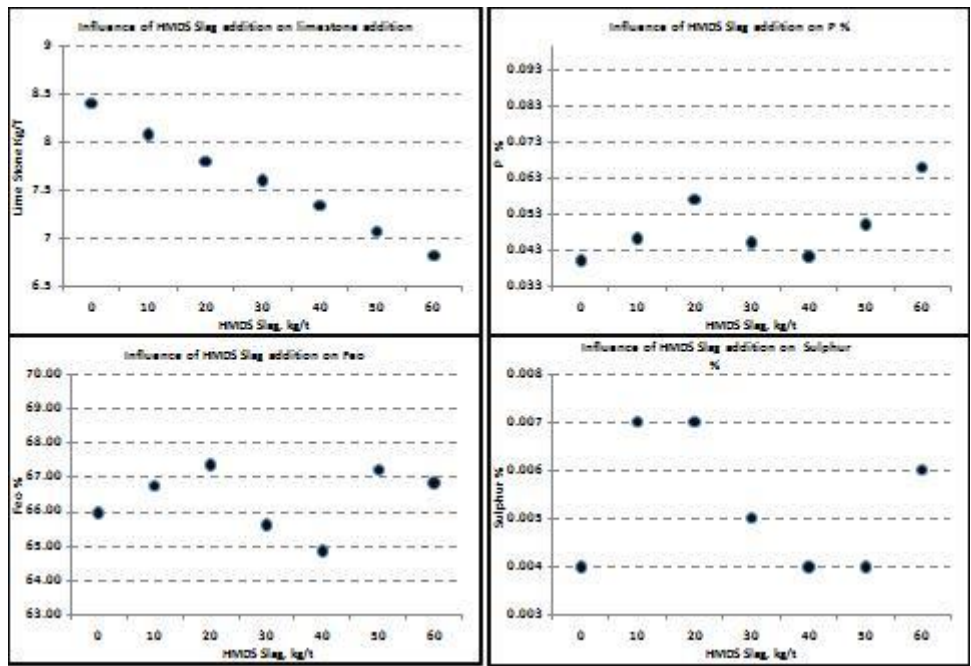 Influence of HMDS Slag addition on limestone addition
9
8.5
8
7.5
7
6.5
Lime Stone Kg/T
0 10 20 30 40 50 60
HMDS Slag, kg/t
Influence of HMDS Slag addition on P %
0.093
0.083
0.073
0.063
0.053
0.043
0.033
P %
0 10 20 30 40 50 60
HMDS Slag, kg/t
Influence of HMDS Slag addition on Feo
70.00
69.00
68.00
67.00
66.00
65.00
64.00
63.00
Feo %
0 10 20 30 40 50 60
HMDS Slag, kg/t
Influence of HMDS Slag addition on Sulphur
%
0.008
0.007
0.006
0.005
0.004
0.003
Sulphur %
0 10 20 30 40 50 60
HMDS Slag, kg/t